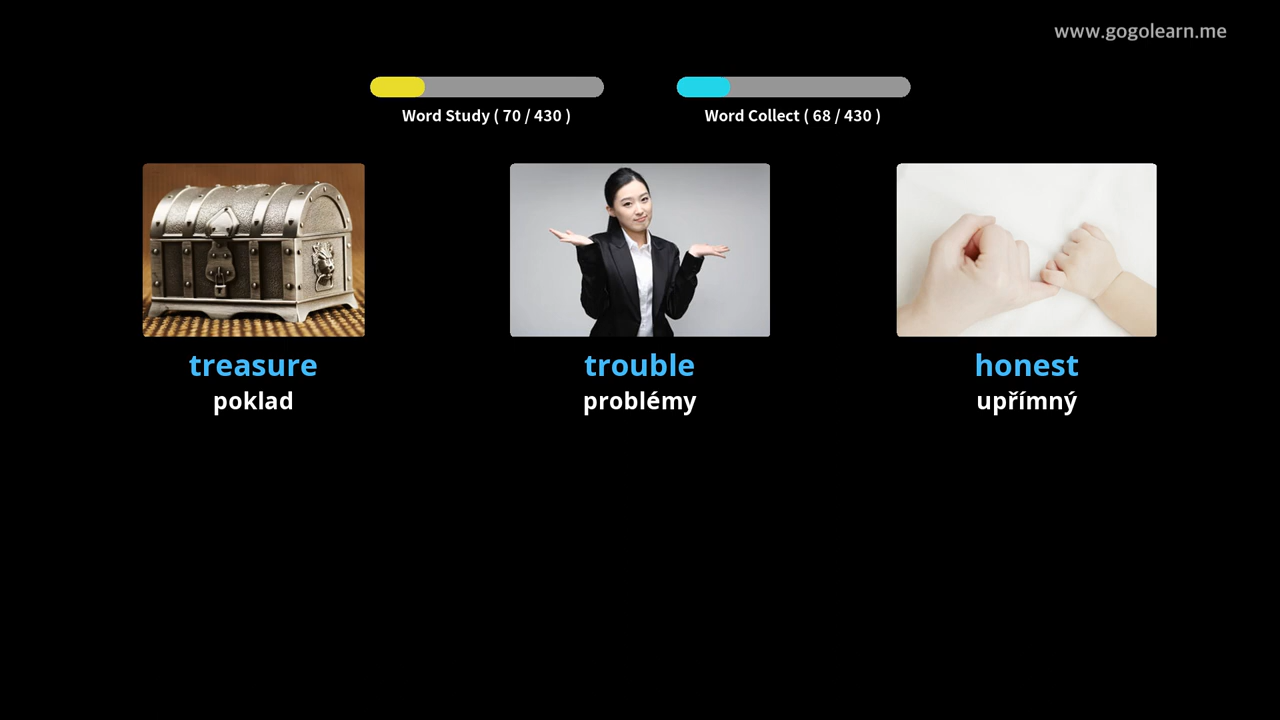 www.gogolearn.me
Word Study ( 70 / 430 )
Word Collect ( 68 / 430 )
treasure
poklad
trouble
problémy
honest
upřímný